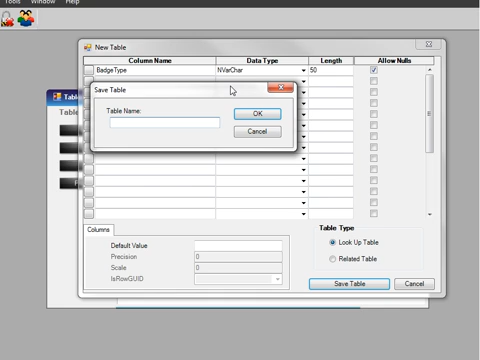 Tools Window Help
New Table
Column Name Data Type Length Allow Nulls
BadgeType NVarChar 50
Save Table
Table Name:
OK
Cancel
Table
Table
Columns
Default Value
Precision 0
Scale 0
IsRowGUID
Table Type
Look Up Table
Related Table
Save Table Cancel